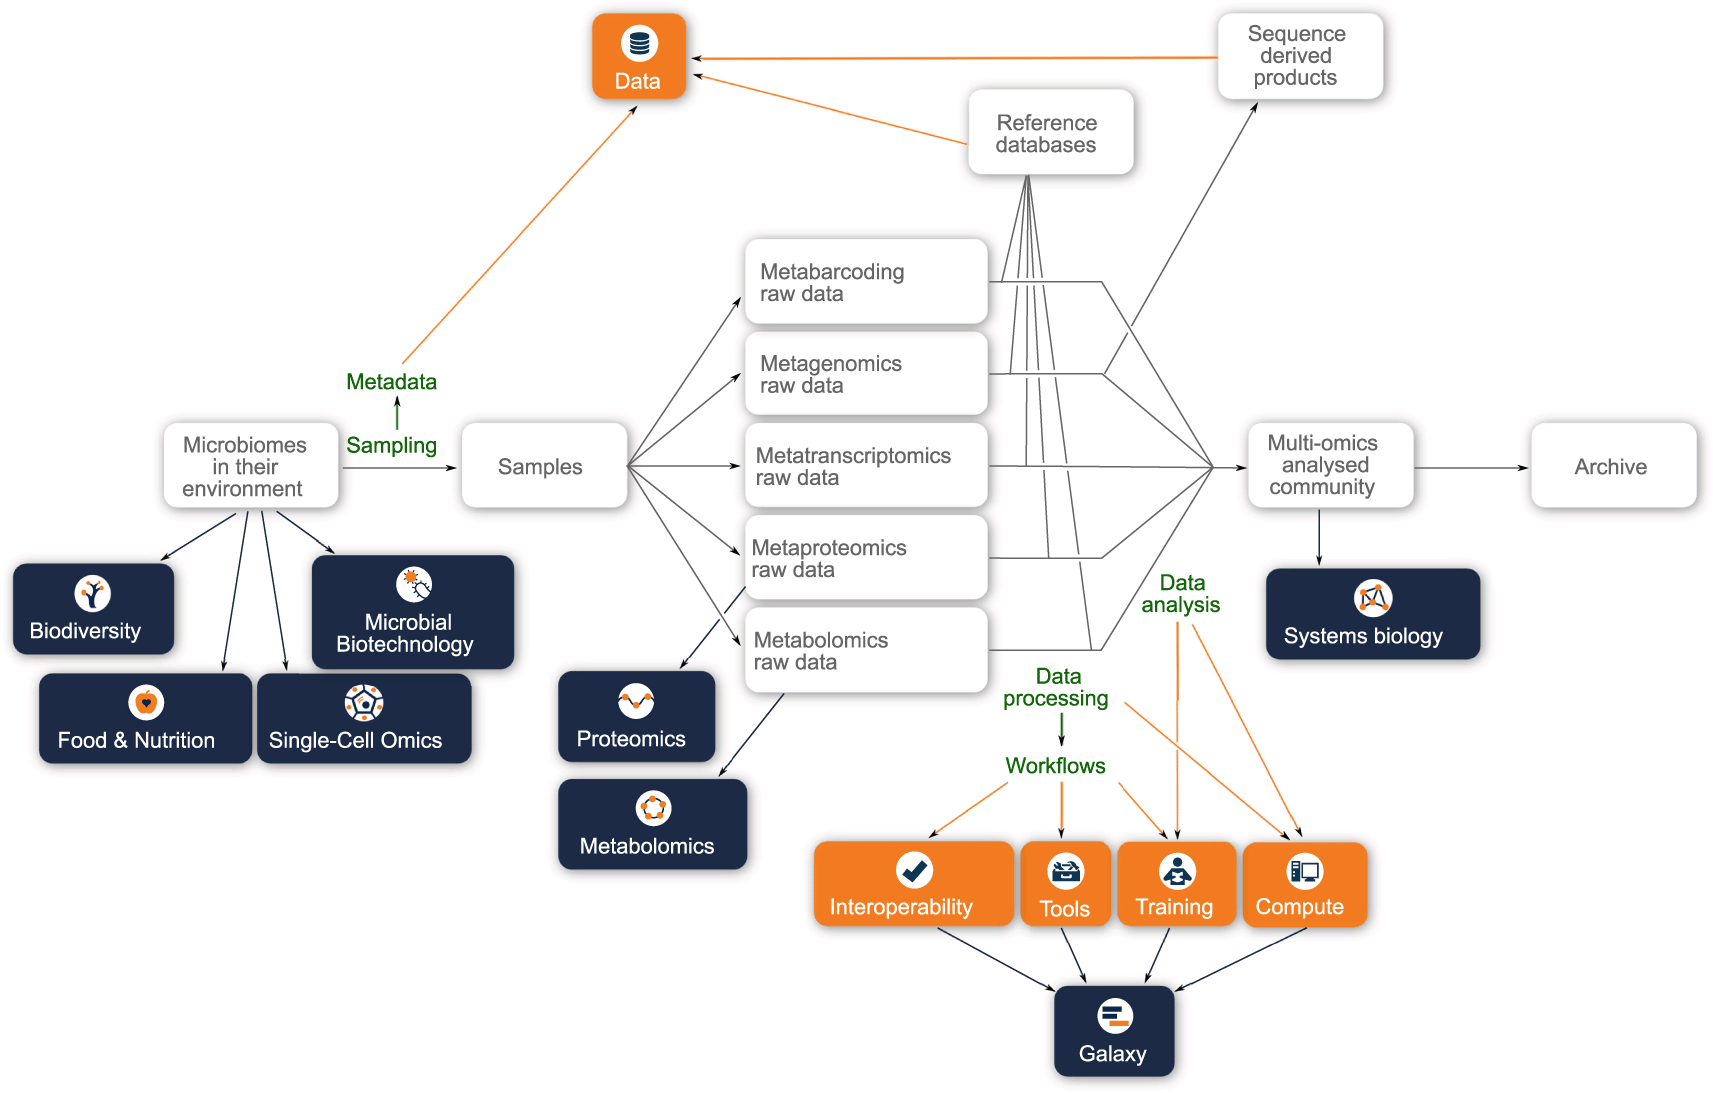 Data
Sequence
derived
products
Reference
databases
Metabarcoding
raw data
Metagenomics
raw data
Metadata
Sampling
Microbiomes
in their
environment
Samples
Metatranscriptomics
raw data
Multi-omics
analysed
community
Archive
Metaproteomics
raw data
Metabolomics
raw data
Biodiversity
Microbial
Biotechnology
Food & Nutrition
Single-Cell Omics
Proteomics
Metabolomics
Data
analysis
Systems biology
Data
processing
Workflows
Interoperability
Tools
Training
Compute
Galaxy